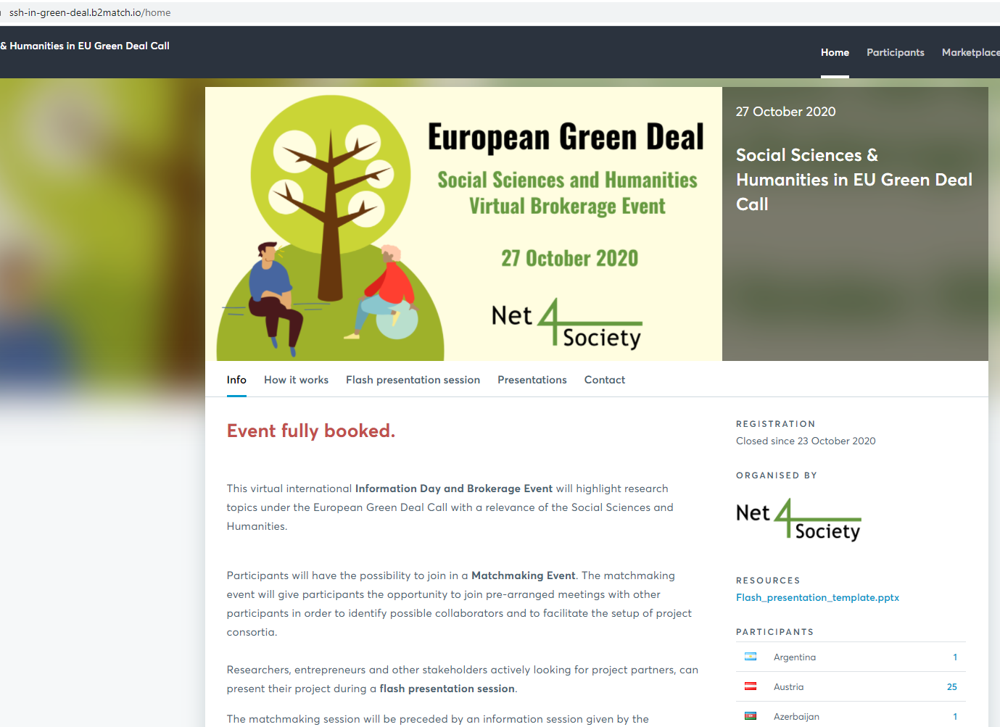 ssh-in-green-deal.b2match.io/home
& Humanities in EU Green Deal Call
Home
Participants
Marketplace
European Green Deal
Social Sciences and Humanities
Virtual Brokerage Event
27 October 2020
Net 4 Society
27 October 2020
Social Sciences &
Humanities in EU Green Deal
Call
Info
How it works
Flash presentation session
Presentations
Contact
Event fully booked.
This virtual international Information Day and Brokerage Event will highlight research
topics under the European Green Deal Call with a relevance of the Social Sciences and
Humanities.
Participants will have the possibility to join in a Matchmaking Event. The matchmaking
event will give participants the opportunity to join pre-arranged meetings with other
participants in order to identify possible collaborators and to facilitate the setup of project
consortia.
Researchers, entrepreneurs and other stakeholders actively looking for project partners, can
present their project during a flash presentation session.
The matchmaking session will be preceded by an information session given by the
REGISTRATION
Closed since 23 October 2020
ORGANISED BY
Net 4 Society
RESOURCES
Flash_presentation_template.pptx
PARTICIPANTS
Argentina 1
Austria 25
Azerbaijan 1